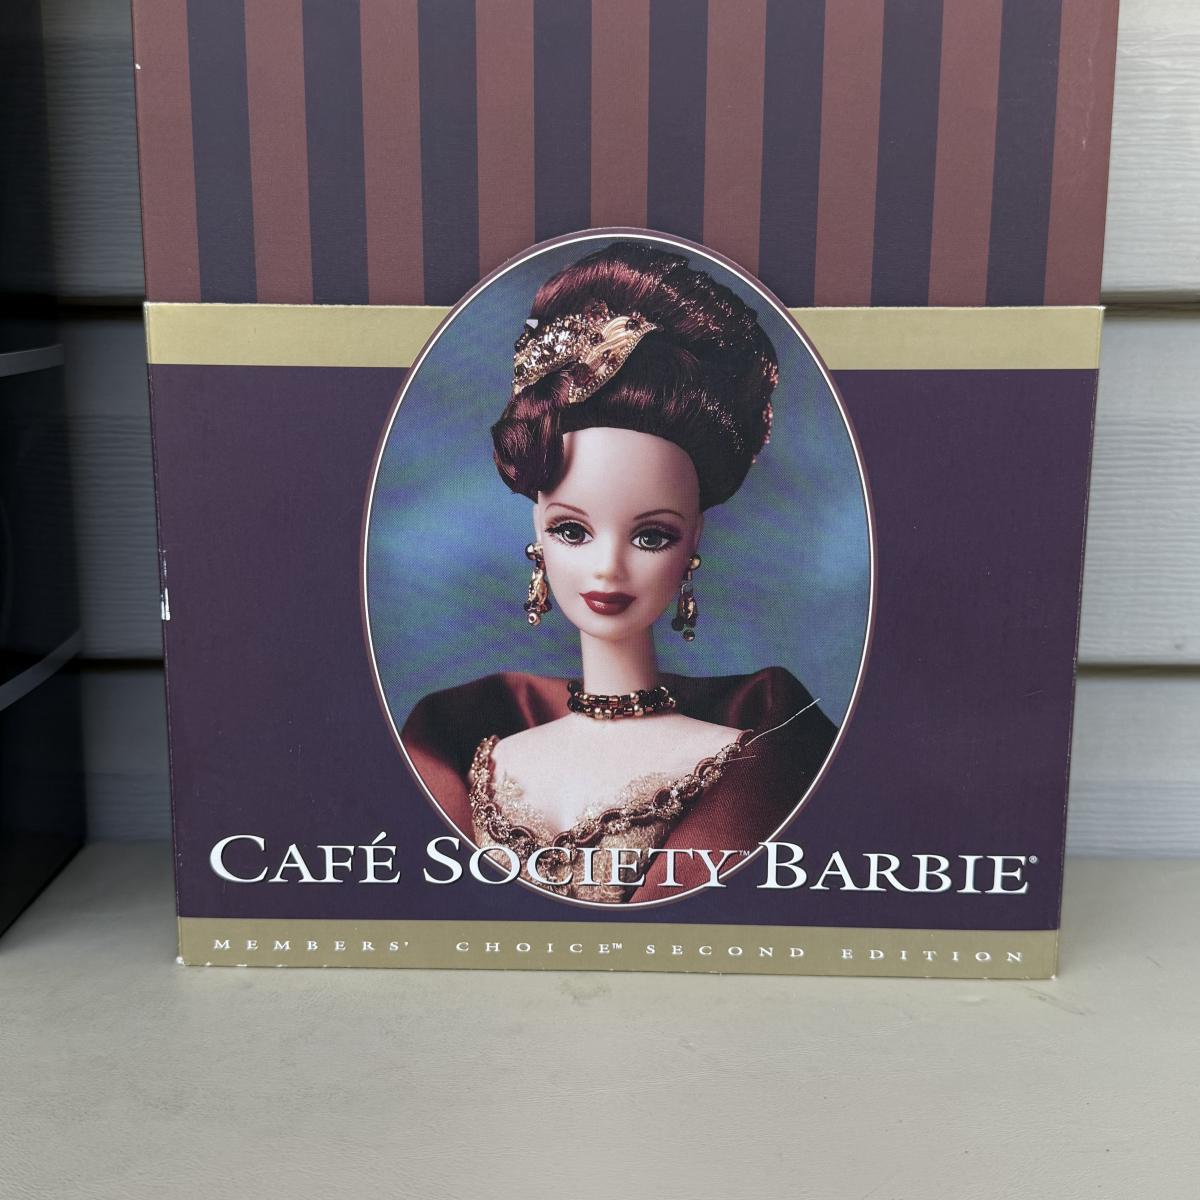 CAFÉ SOCIETY™ BARBIE®
MEMBERS' CHOICE™ SECOND EDITION